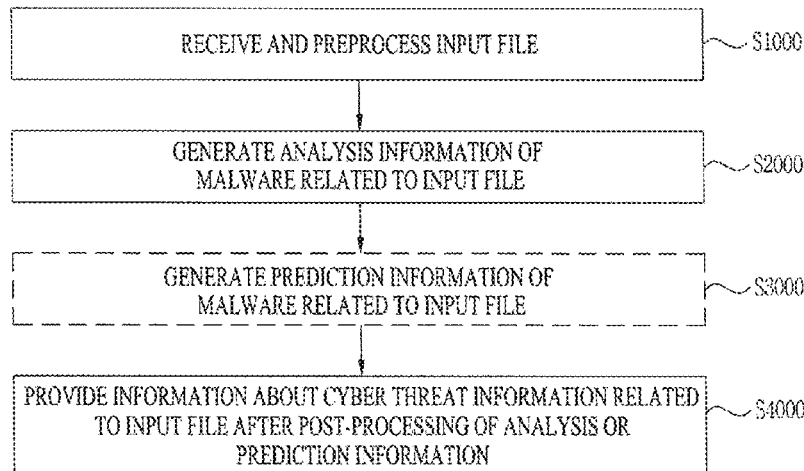 RECEIVE AND PREPROCESS INPUT FILE
S1000
GENERATE ANALYSIS INFORMATION OF
MALWARE RELATED TO INPUT FILE
S2000
GENERATE PREDICTION INFORMATION OF
MALWARE RELATED TO INPUT FILE
S3000
PROVIDE INFORMATION ABOUT CYBER THREAT INFORMATION RELATED
TO INPUT FILE AFTER POST-PROCESSING OF ANALYSIS OR
PREDICTION INFORMATION
S4000